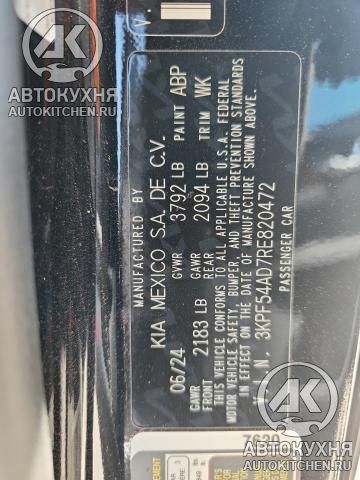 MANUFACTURED BY
KIA MEXICO S.A. DE C.V.
06/24 GVWR 3792 LB PAINT ABP
GAWR FRONT 2183 LB GAWR REAR 2094 LB TRIM WK
THIS VEHICLE CONFORMS TO ALL APPLICABLE U.S.A. FEDERAL
MOTOR VEHICLE SAFETY, BUMPER, AND THEFT PREVENTION STANDARDS
IN EFFECT ON THE DATE OF MANUFACTURE SHOWN ABOVE.
V. I. N. 3KPF54AD7RE820472
PASSENGER CAR
АВТОКУХНЯ
AUTOKITCH.RU
АВТОКУХНЯ
AUTOKITCH.RU